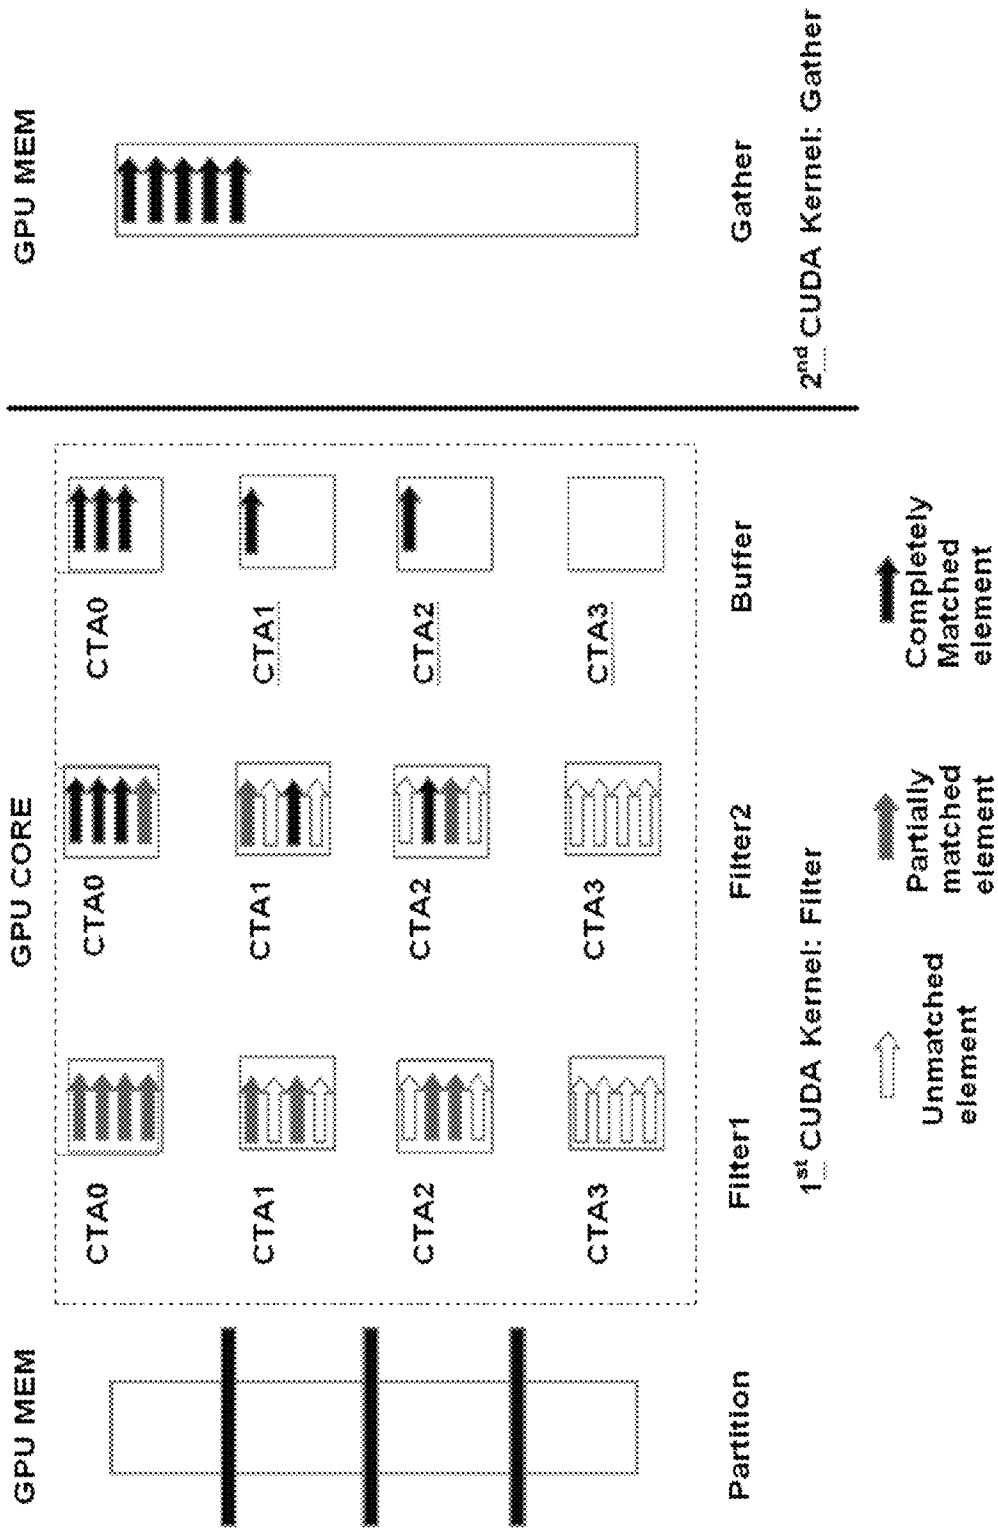 GPU MEM
GPU CORE
GPU MEM
CTA0
CTA0
CTA0
CTA1
CTA1
CTA1
CTA2
CTA2
CTA2
CTA3
CTA3
CTA3
Partition
Filter1
Filter2
Buffer
Gather
1st CUDA Kernel: Filter
2nd CUDA Kernel: Gather
Unmatched
element
Partially
matched
element
Completely
Matched
element